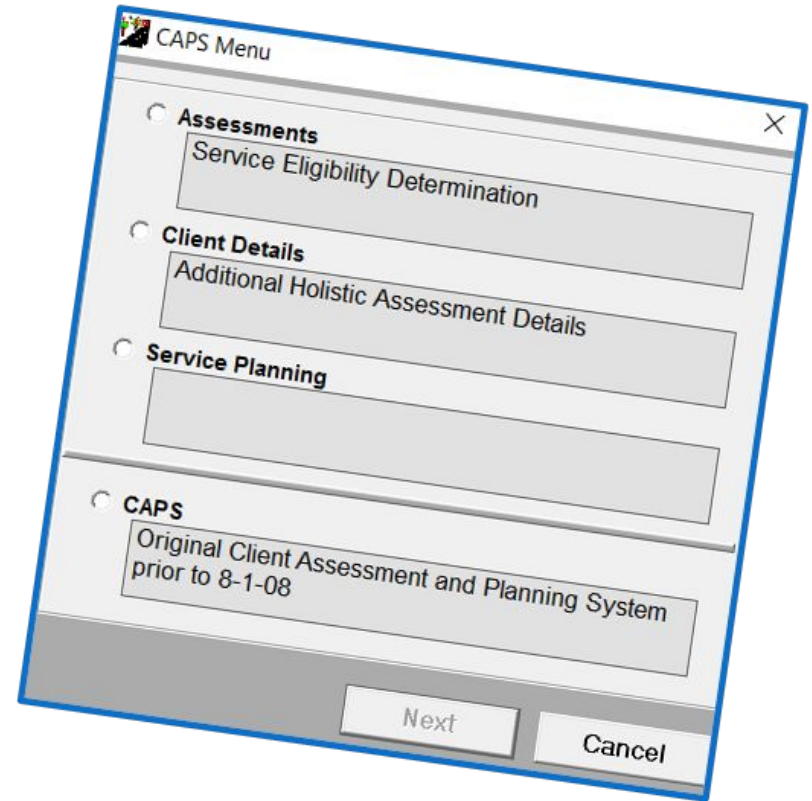 CAPS Menu
Assessments
Service Eligibility Determination
Client Details
Additional Holistic Assessment Details
Service Planning
CAPS
Original Client Assessment and Planning System
prior to 8-1-08
Next
Cancel